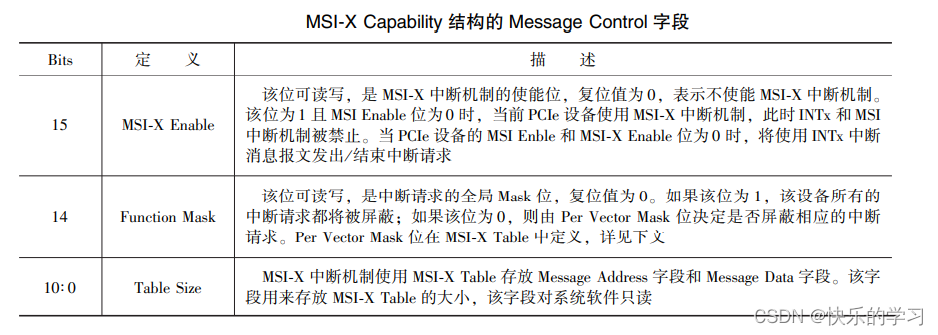 MSI-X Capability 结构的 Message Control 字段
Bits 定 义 描 述
15 MSI-X Enable
该位可读写，是 MSI-X 中断机制的使能位，复位值为 0，表示不使能 MSI-X 中断机制。
该位为 1 且 MSI Enable 位为 0 时，当前 PCIe 设备使用 MSI-X 中断机制，此时 INTx 和 MSI
中断机制被禁止。当 PCIe 设备的 MSI Enble 和 MSI-X Enable 位为 0 时，将使用 INTx 中断
消息报文发出/结束中断请求
14 Function Mask
该位可读写，是中断请求的全局 Mask 位，复位值为 0。如果该位为 1，该设备所有的
中断请求都将被屏蔽；如果该位为 0，则由 Per Vector Mask 位决定是否屏蔽相应的中断
请求。Per Vector Mask 位在 MSI-X Table 中定义，详见下文
10:0 Table Size
MSI-X 中断机制使用 MSI-X Table 存放 Message Address 字段和 Message Data 字段。该字
段用来存放 MSI-X Table 的大小，该字段对系统软件只读
CSDN @快乐的学习